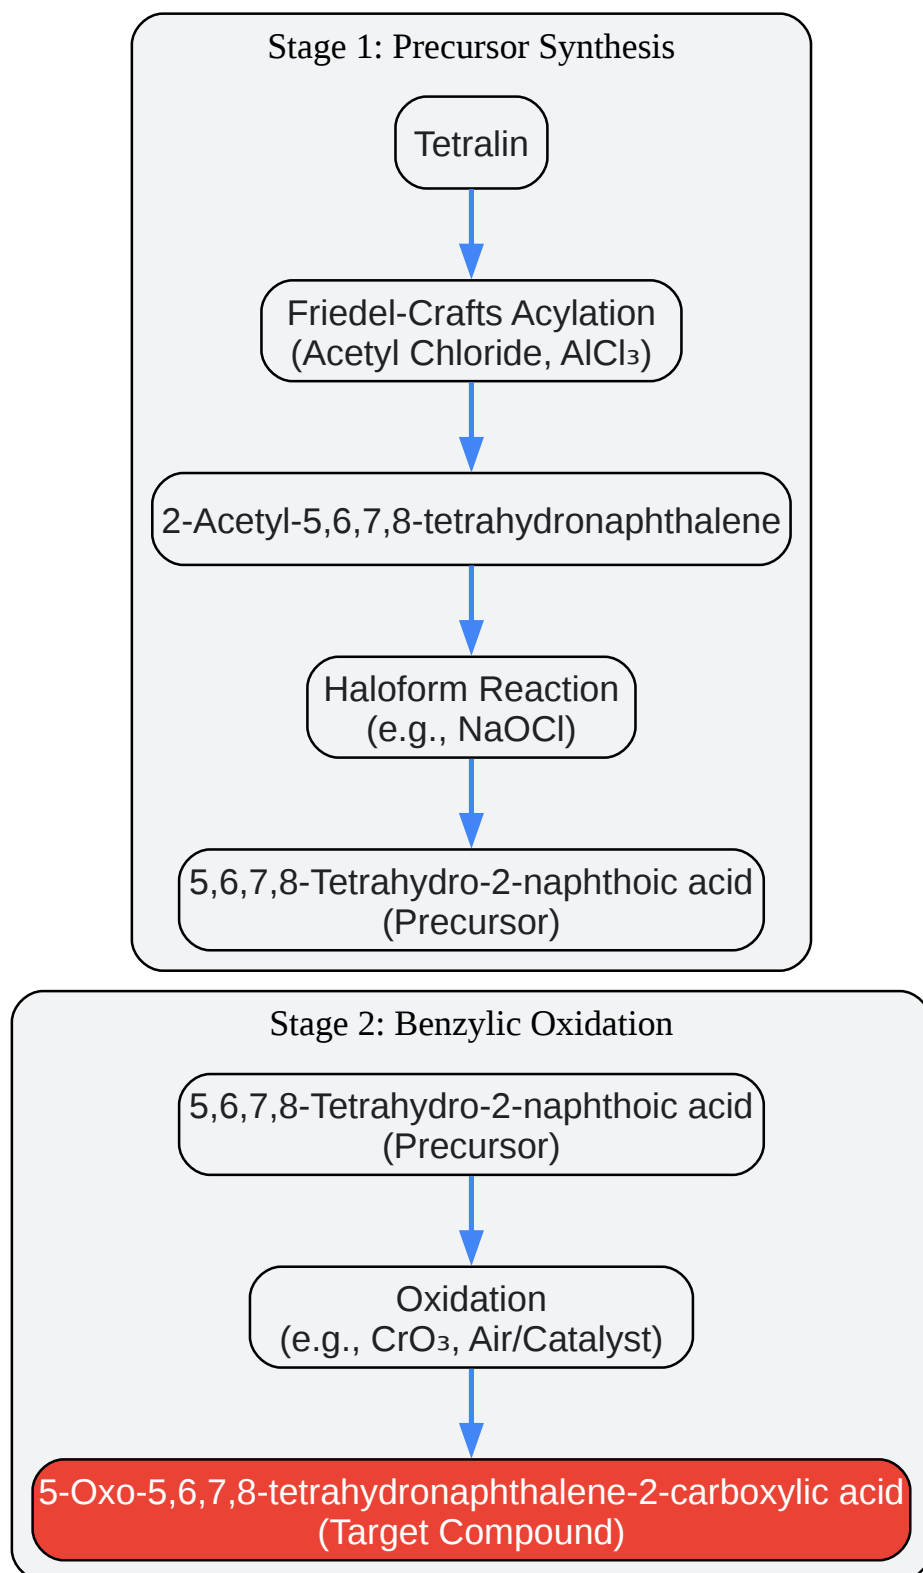 Stage 1: Precursor Synthesis
Tetralin
Friedel-Crafts Acylation
(Acetyl Chloride, AlCl₃)
2-Acetyl-5,6,7,8-tetrahydronaphthalene
Haloform Reaction
(e.g., NaOCl)
5,6,7,8-Tetrahydro-2-naphthoic acid
(Precursor)
Stage 2: Benzylic Oxidation
5,6,7,8-Tetrahydro-2-naphthoic acid
(Precursor)
Oxidation
(e.g., CrO₃, Air/Catalyst)
5-Oxo-5,6,7,8-tetrahydronaphthalene-2-carboxylic acid
(Target Compound)